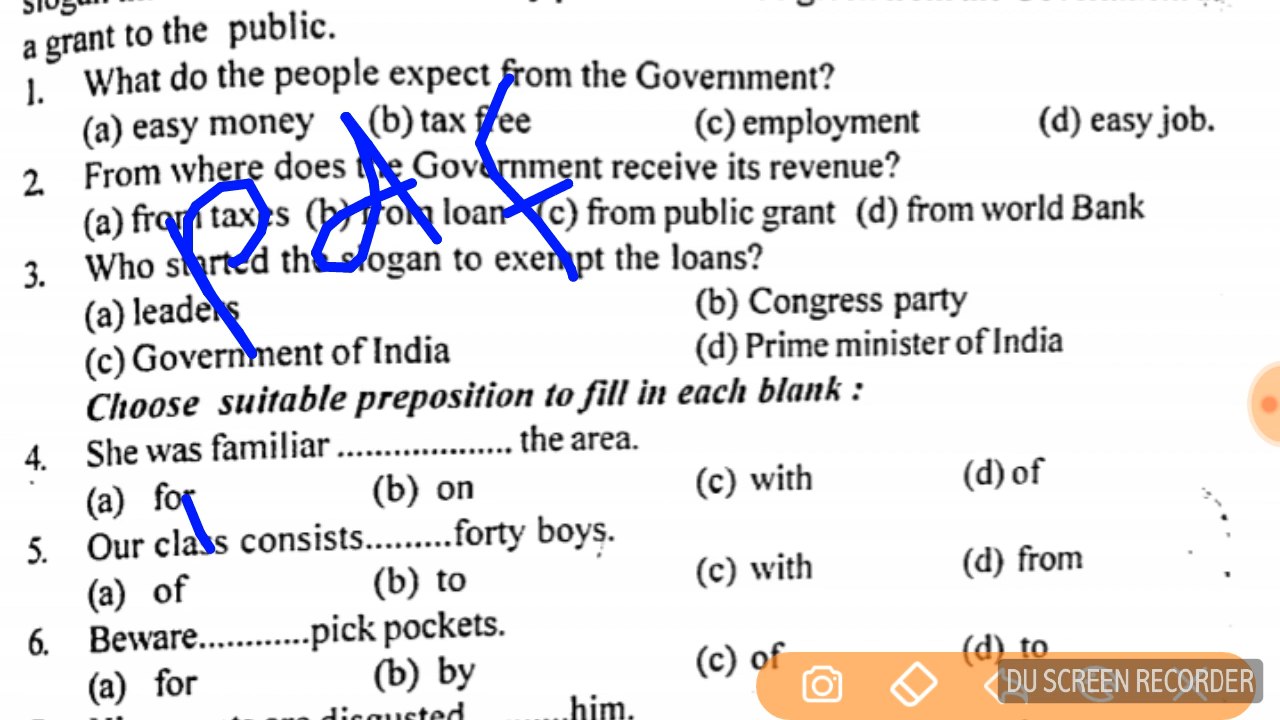 a grant to the public.
1. What do the people expect from the Government?
(a) easy money (b) tax free (c) employment (d) easy job.
2. From where does the Government receive its revenue?
(a) from taxes (b) from loan (c) from public grant (d) from world Bank
3. Who started the slogan to exempt the loans?
(a) leaders (b) Congress party
(c) Government of India (d) Prime minister of India
Choose suitable preposition to fill in each blank :
4. She was familiar ................... the area.
(a) for (b) on (c) with (d) of
5. Our class consists.........forty boys.
(a) of (b) to (c) with (d) from
6. Beware............pick pockets.
(a) for (b) by (c) of (d) to
are disgusted .........him.
DU SCREEN RECORDER